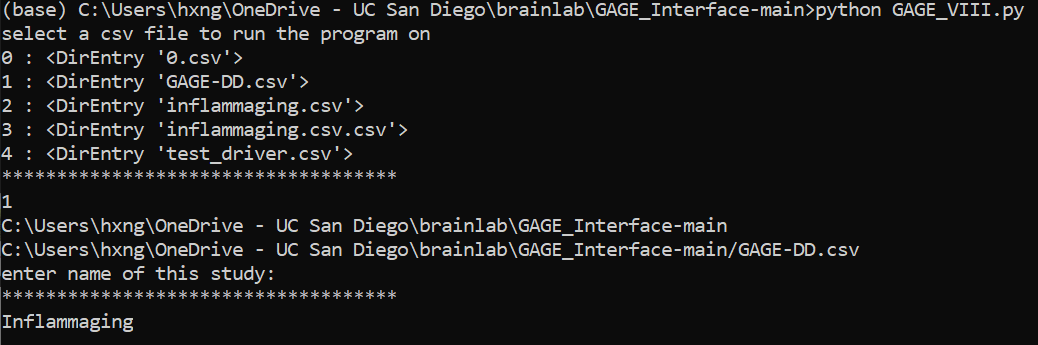 (base) C:\Users\hxng\OneDrive - UC San Diego\brainlab\GAGE_Interface-main>python GAGE_VIII.py
select a csv file to run the program on
0 : <DirEntry '0.csv'>
1 : <DirEntry 'GAGE-DD.csv'>
2 : <DirEntry 'inflammaging.csv'>
3 : <DirEntry 'inflammaging.csv.csv'>
4 : <DirEntry 'test_driver.csv'>
************************************
1
C:\Users\hxng\OneDrive - UC San Diego\brainlab\GAGE_Interface-main
C:\Users\hxng\OneDrive - UC San Diego\brainlab\GAGE_Interface-main/GAGE-DD.csv
enter name of this study:
************************************
Inflammaging